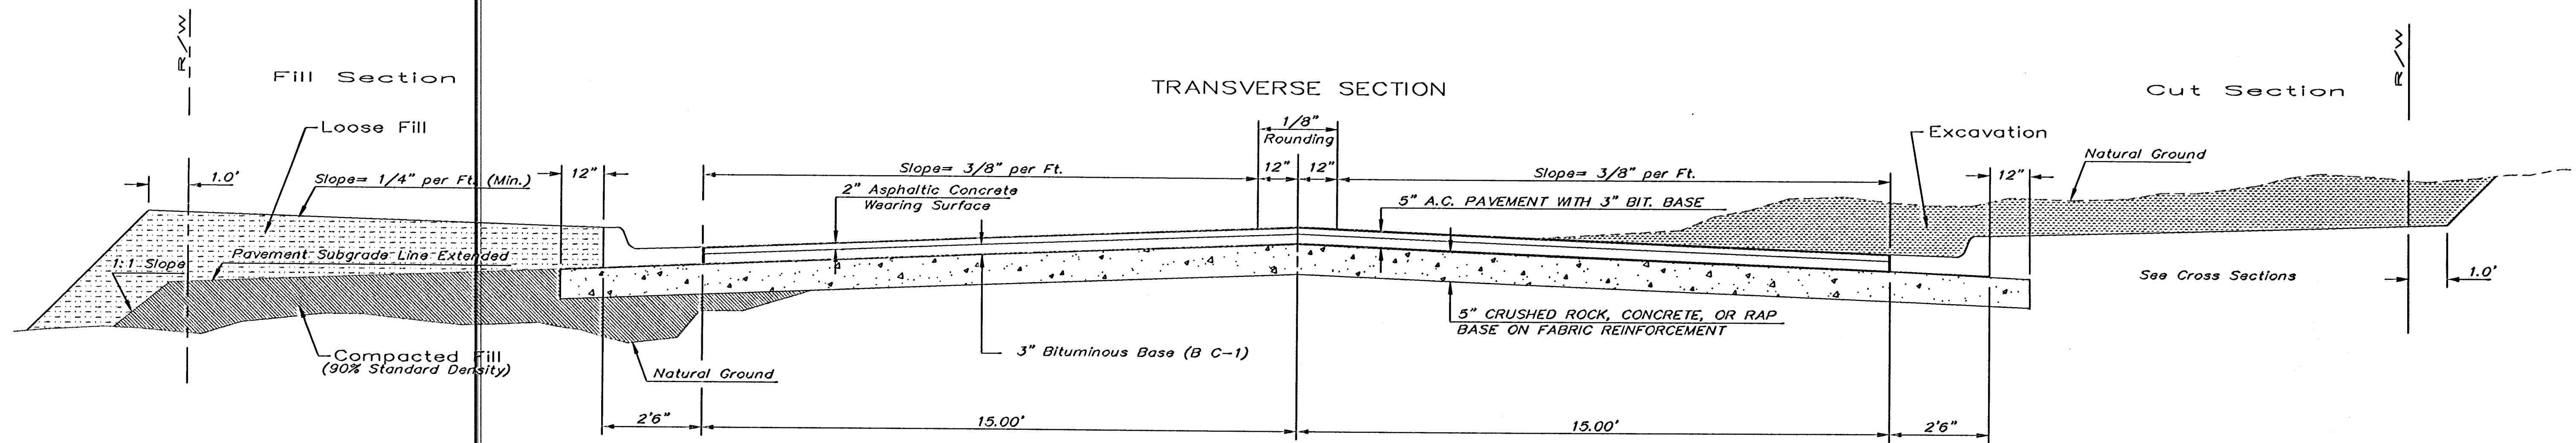 R/W
Fill Section
TRANSVERSE SECTION
Cut Section
R/W
Loose Fill
1/8"
Rounding
Excavation
Natural Ground
1.0'
Slope= 1/4" per Ft. (Min.)
12"
Slope= 3/8" per Ft.
12"
12"
Slope= 3/8" per Ft.
12"
2" Asphaltic Concrete
Wearing Surface
5" A.C. PAVEMENT WITH 3" BIT. BASE
1:1 Slope
Pavement Subgrade Line Extended
See Cross Sections
1.0'
5" CRUSHED ROCK, CONCRETE, OR RAP
BASE ON FABRIC REINFORCEMENT
3" Bituminous Base (B C-1)
Compacted Fill
(90% Standard Density)
Natural Ground
2'6"
15.00'
15.00'
2'6"